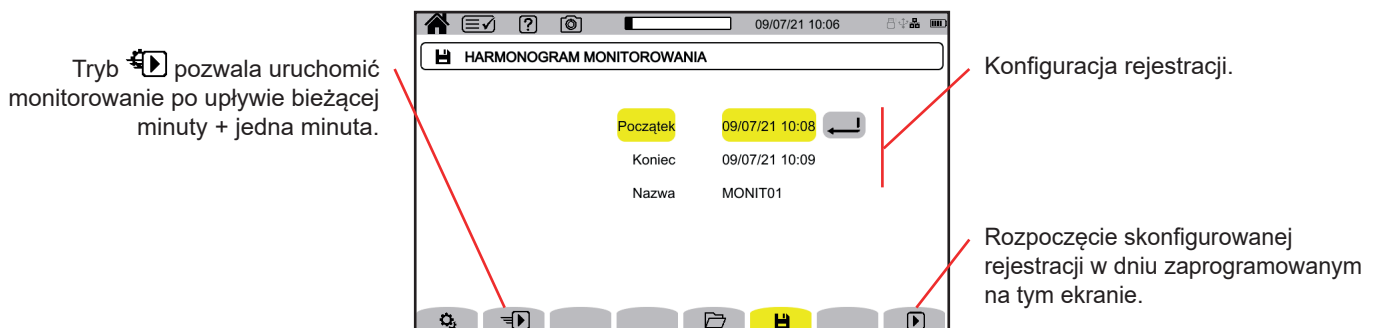 09/07/21 10:06
HARMONOGRAM MONITOROWANIA
Tryb pozwala uruchomić
monitorowanie po upływie bieżącej
minuty + jedna minuta.
Konfiguracja rejestracji.
Początek 09/07/21 10:08
Koniec 09/07/21 10:09
Nazwa MONIT01
Rozpoczęcie skonfigurowanej
rejestracji w dniu zaprogramowanym
na tym ekranie.